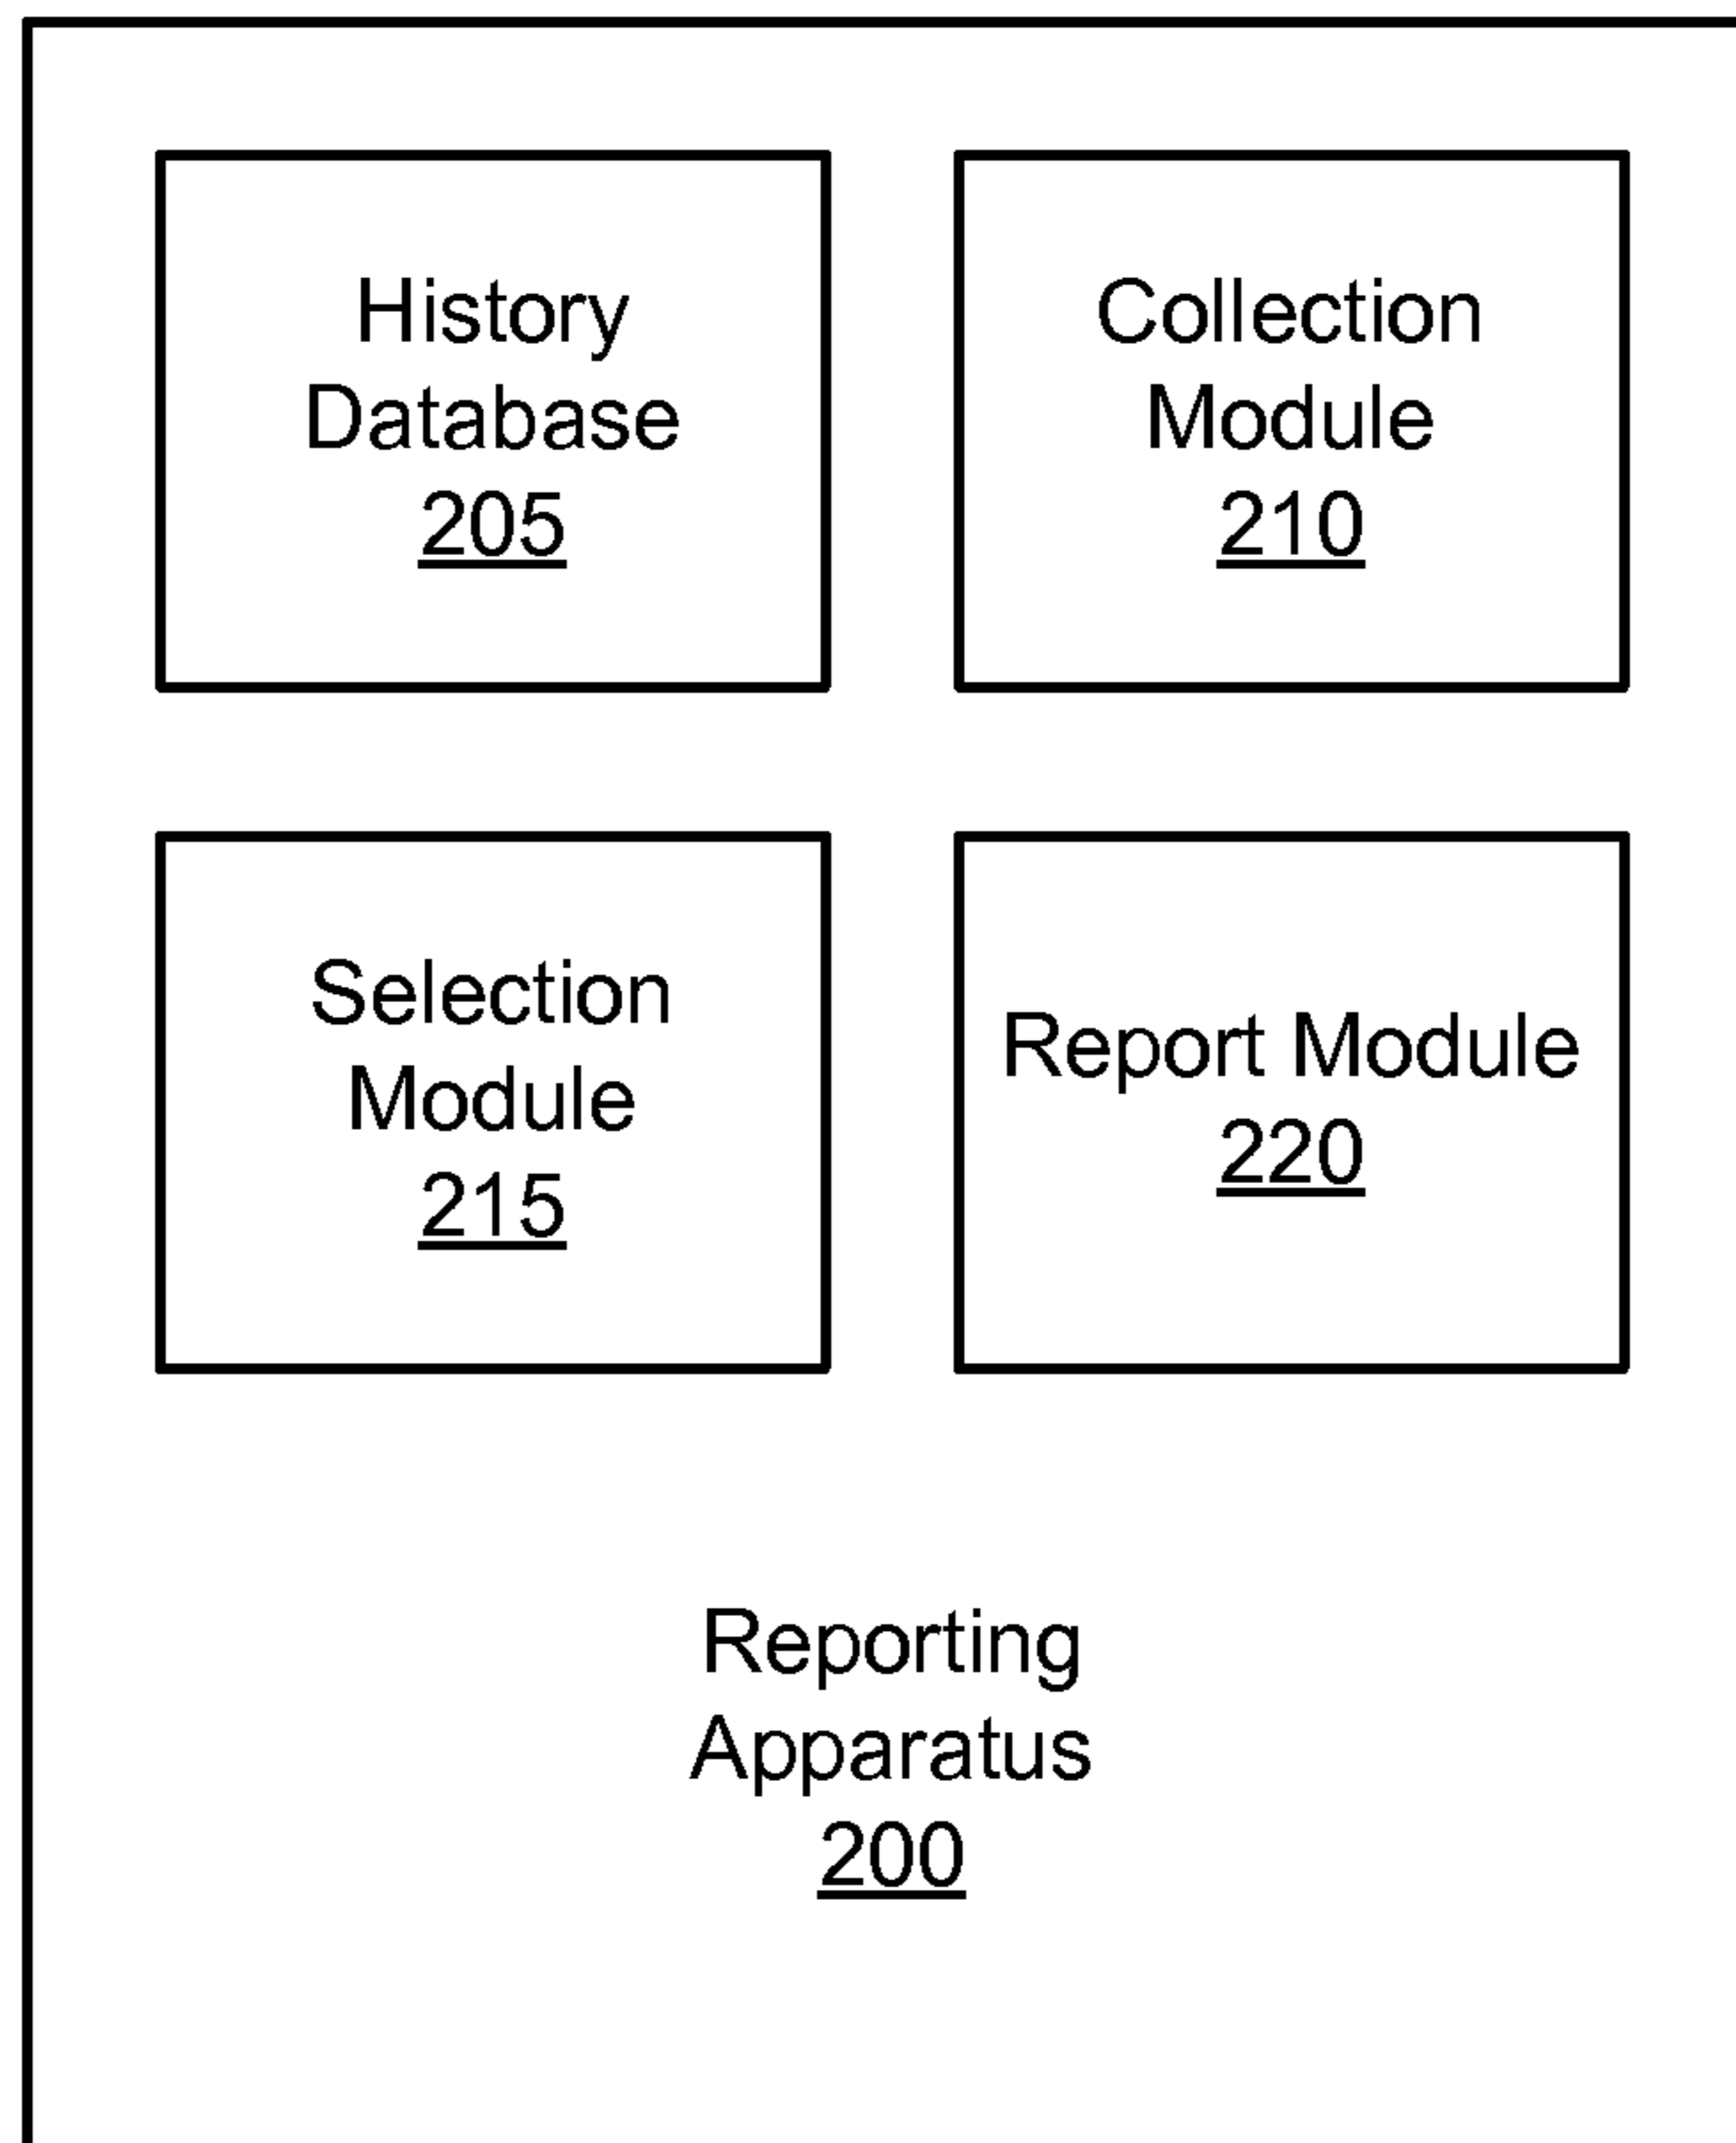 History
Database
205
Collection
Module
210
Selection
Module
215
Report Module
220
Reporting
Apparatus
200